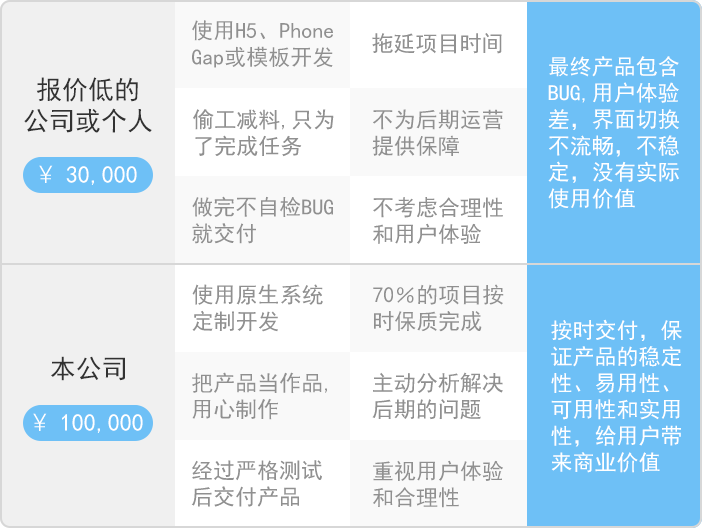 报价低的
公司或个人
￥ 30,000
使用H5、Phone
Gap或模板开发
拖延项目时间
偷工减料,只为
了完成任务
不为后期运营
提供保障
做完不自检BUG
就交付
不考虑合理性
和用户体验
最终产品包含
BUG,用户体验
差，界面切换
不流畅，不稳
定，没有实际
使用价值
本公司
￥ 100,000
使用原生系统
定制开发
70%的项目按
时保质完成
把产品当作品,
用心制作
主动分析解决
后期的问题
经过严格测试
后交付产品
重视用户体验
和合理性
按时交付，保
证产品的稳定
性、易用性、
可用性和实用
性，给用户带
来商业价值